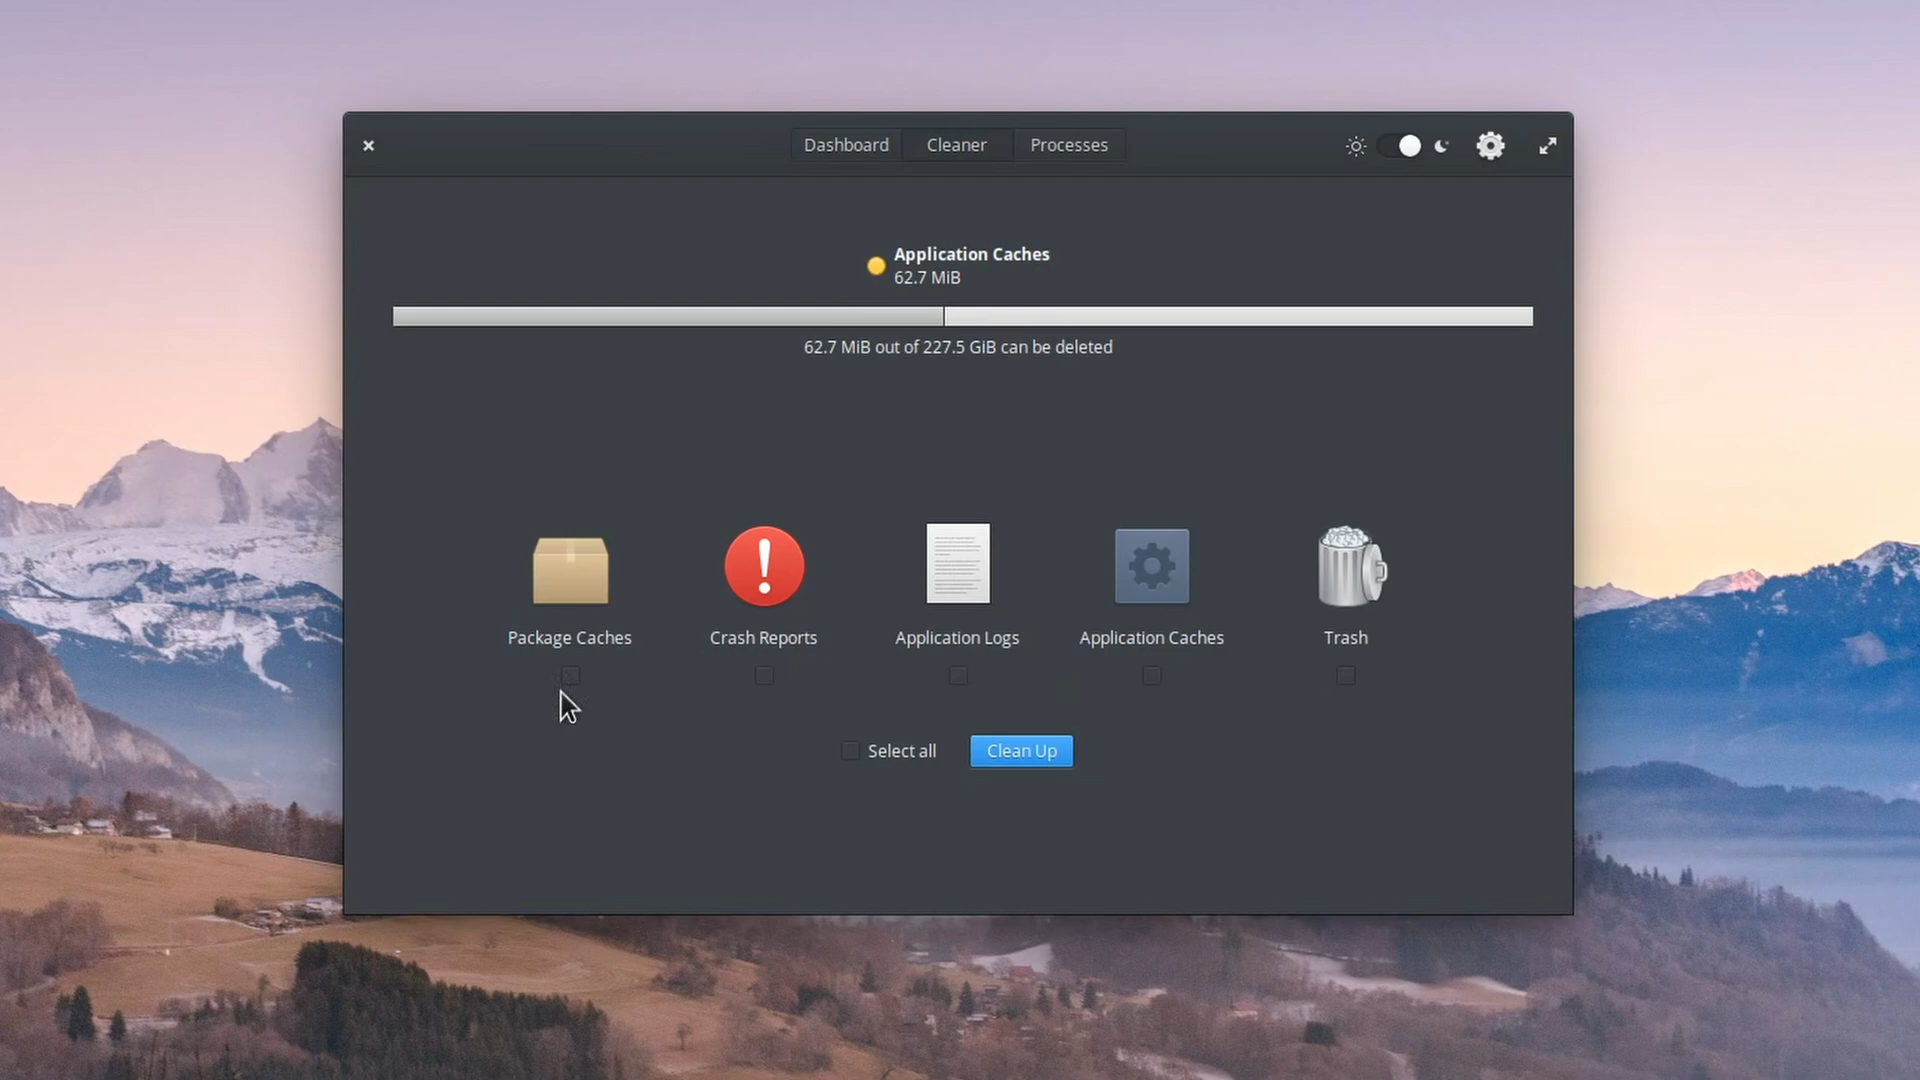 Dashboard
Cleaner
Processes
Application Caches
62.7 MiB
62.7 MiB out of 227.5 GiB can be deleted
Package Caches
Crash Reports
Application Logs
Application Caches
Trash
Select all
Clean Up